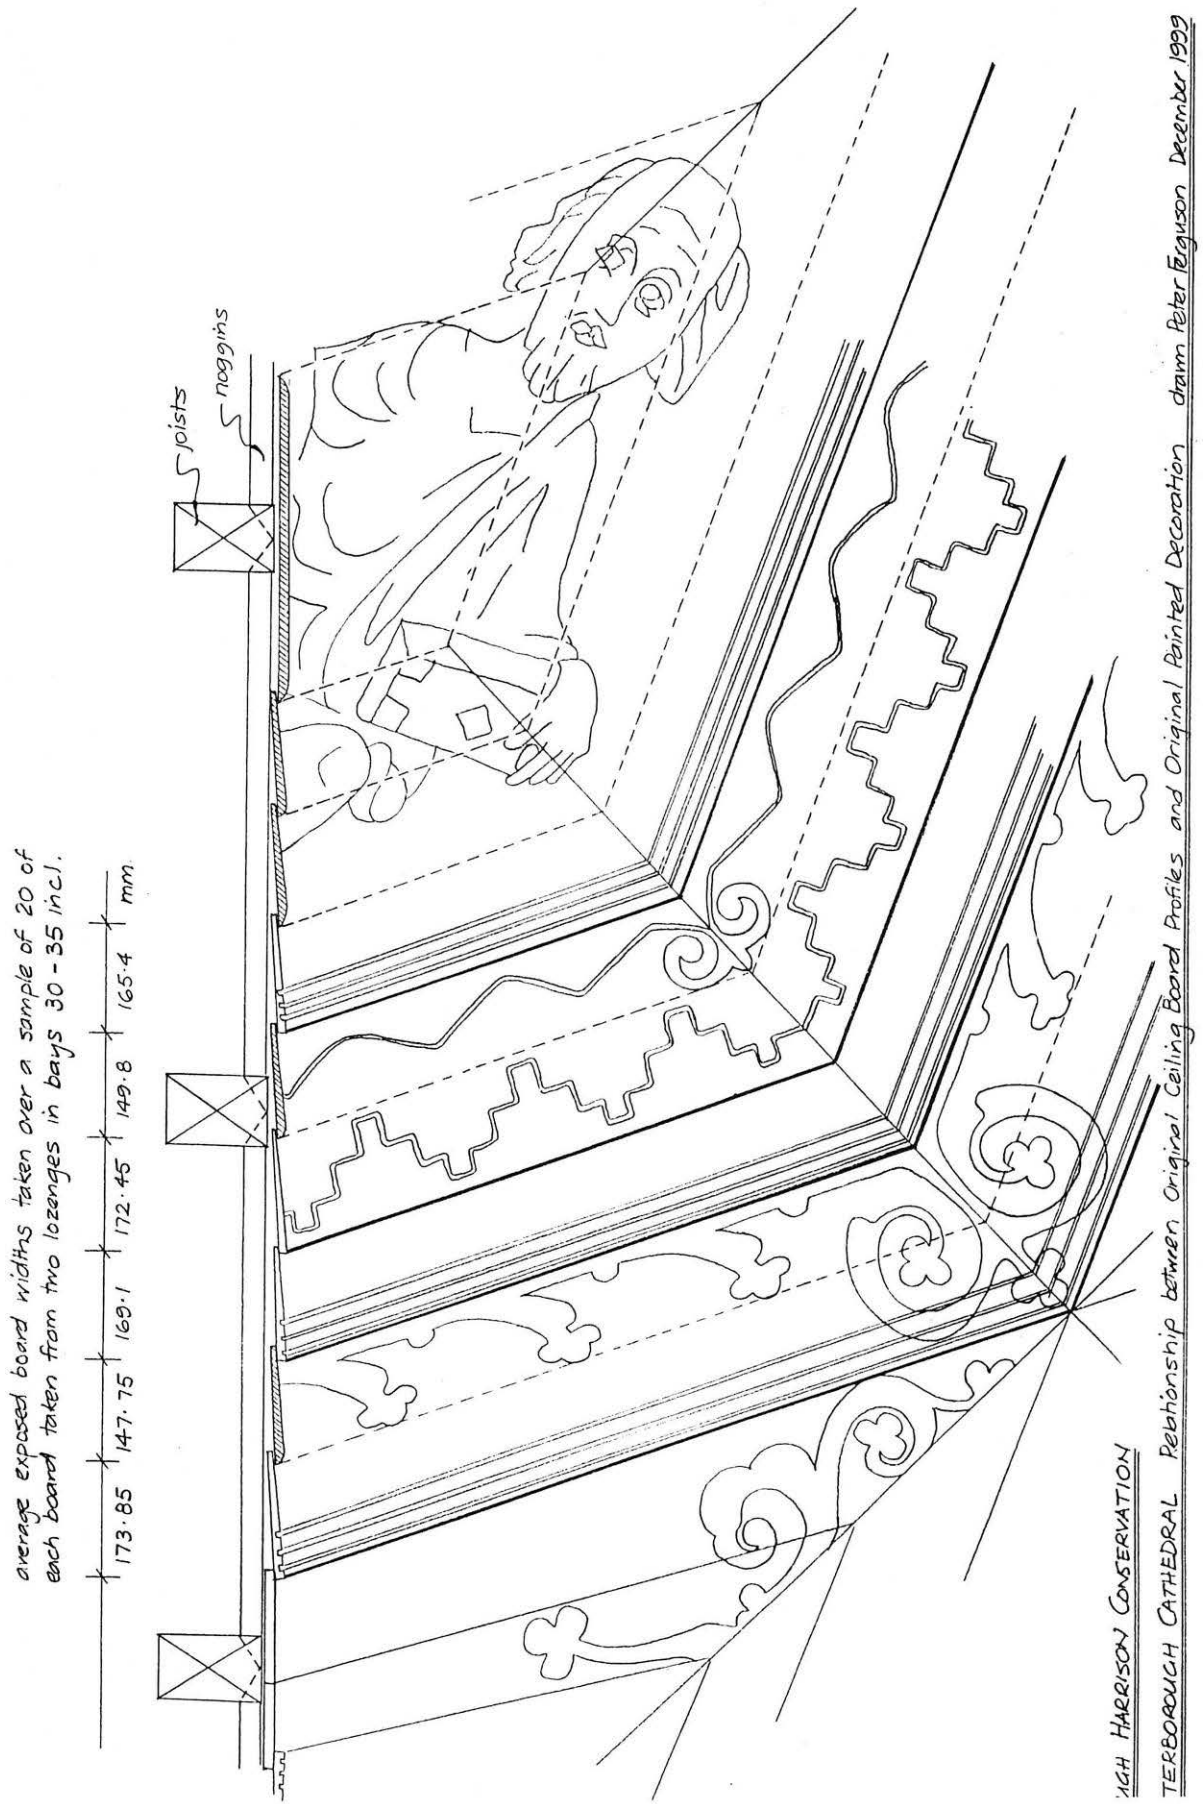 average exposed board widths taken over a sample of 20 of
each board taken from two lozenges in bays 30 - 35 incl.
173.85 147.75 169.1 172.45 149.8 165.4 mm.
joists
noggins
UGH HARRISON CONSERVATION
TERBOROUGH CATHEDRAL Relationship between Original Ceiling Board Profiles and Original Painted Decoration drawn Peter Ferguson December 1999